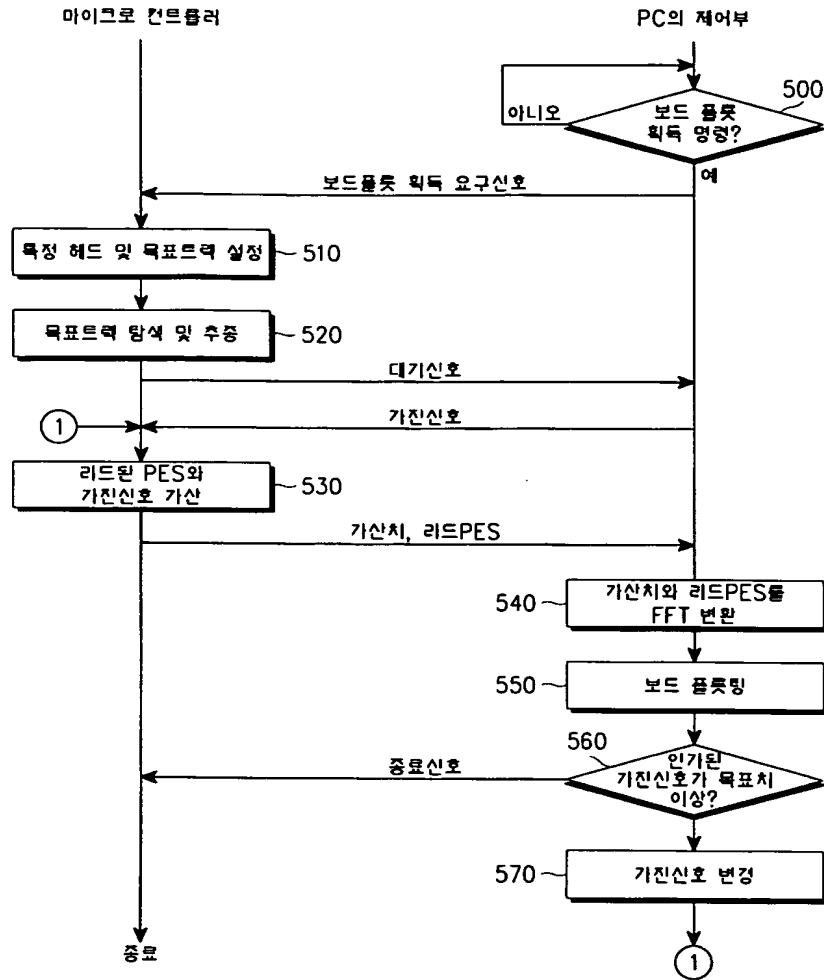 마이크로 컨트롤러
PC의 제어부
500
아니오
보드 플롯
획득 명령?
예
보드플롯 획득 요구신호
특정 헤드 및 목표트랙 설정
510
목표트랙 탐색 및 추종
520
대기신호
1
가진신호
리드된 PES와
가진신호 가산
530
가산치, 리드PES
540
가산치와 리드PES를
FFT 변환
550
보드 플롯팅
560
인가된
가진신호가 목표치
이상?
종료신호
570
가진신호 변경
종료
1